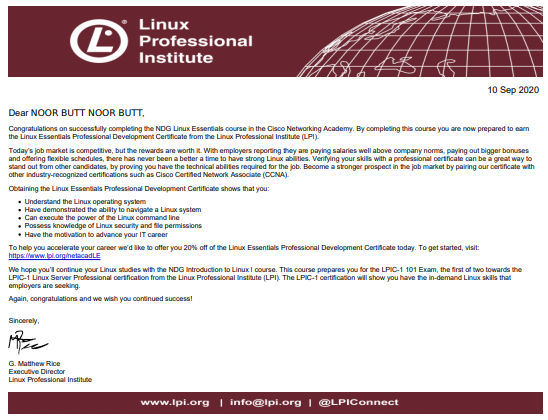 Linux
Professional
Institute
10 Sep 2020
Dear NOOR BUTT NOOR BUTT,
Congratulations on successfully completing the NDG Linux Essentials course in the Cisco Networking Academy. By completing this course you are now prepared to earn
the Linux Essentials Professional Development Certificate from the Linux Professional Institute (LPI).
Today's job market is competitive, but the rewards are worth it. With employers reporting they are paying salaries well above company norms, paying out bigger bonuses
and offering flexible schedules, there has never been a better a time to have strong Linux abilities. Verifying your skills with a professional certificate can be a great way to
stand out from other candidates, by proving you have the technical abilities required for the job. Become a stronger prospect in the job market by pairing our certificate with
other industry-recognized certifications such as Cisco Certified Network Associate (CCNA).
Obtaining the Linux Essentials Professional Development Certificate shows that you:
• Understand the Linux operating system
• Have demonstrated the ability to navigate a Linux system
• Can execute the power of the Linux command line
• Possess knowledge of Linux security and file permissions
• Have the motivation to advance your IT career
To help you accelerate your career we'd like to offer you 20% off of the Linux Essentials Professional Development Certificate today. To get started, visit:
https://www.lpi.org/netacadLE
We hope you'll continue your Linux studies with the NDG Introduction to Linux I course. This course prepares you for the LPIC-1 101 Exam, the first of two towards the
LPIC-1 Linux Server Professional certification from the Linux Professional Institute (LPI). The LPIC-1 certification will show you have the in-demand Linux skills that
employers are seeking.
Again, congratulations and we wish you continued success!
Sincerely,
G. Matthew Rice
Executive Director
Linux Professional Institute
www.lpi.org | info@lpi.org | @LPIConnect